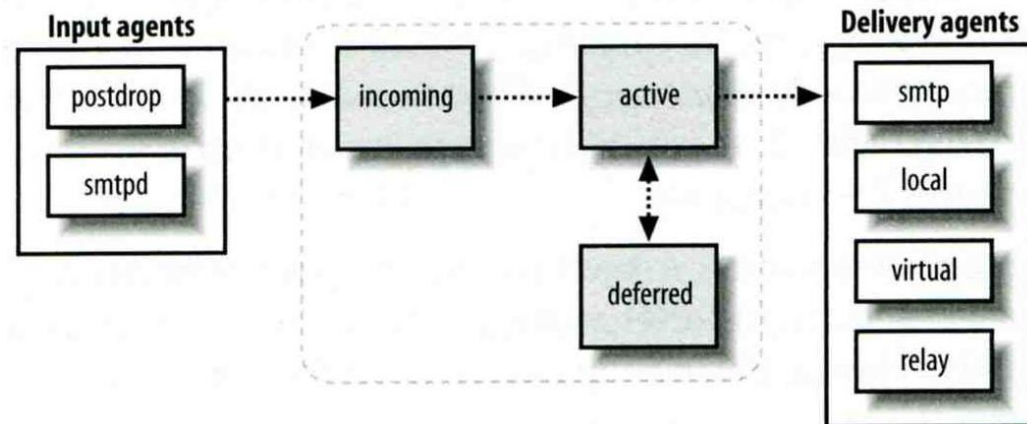 Input agents
postdrop
smtpd
incoming
active
deferred
Delivery agents
smtp
local
virtual
relay